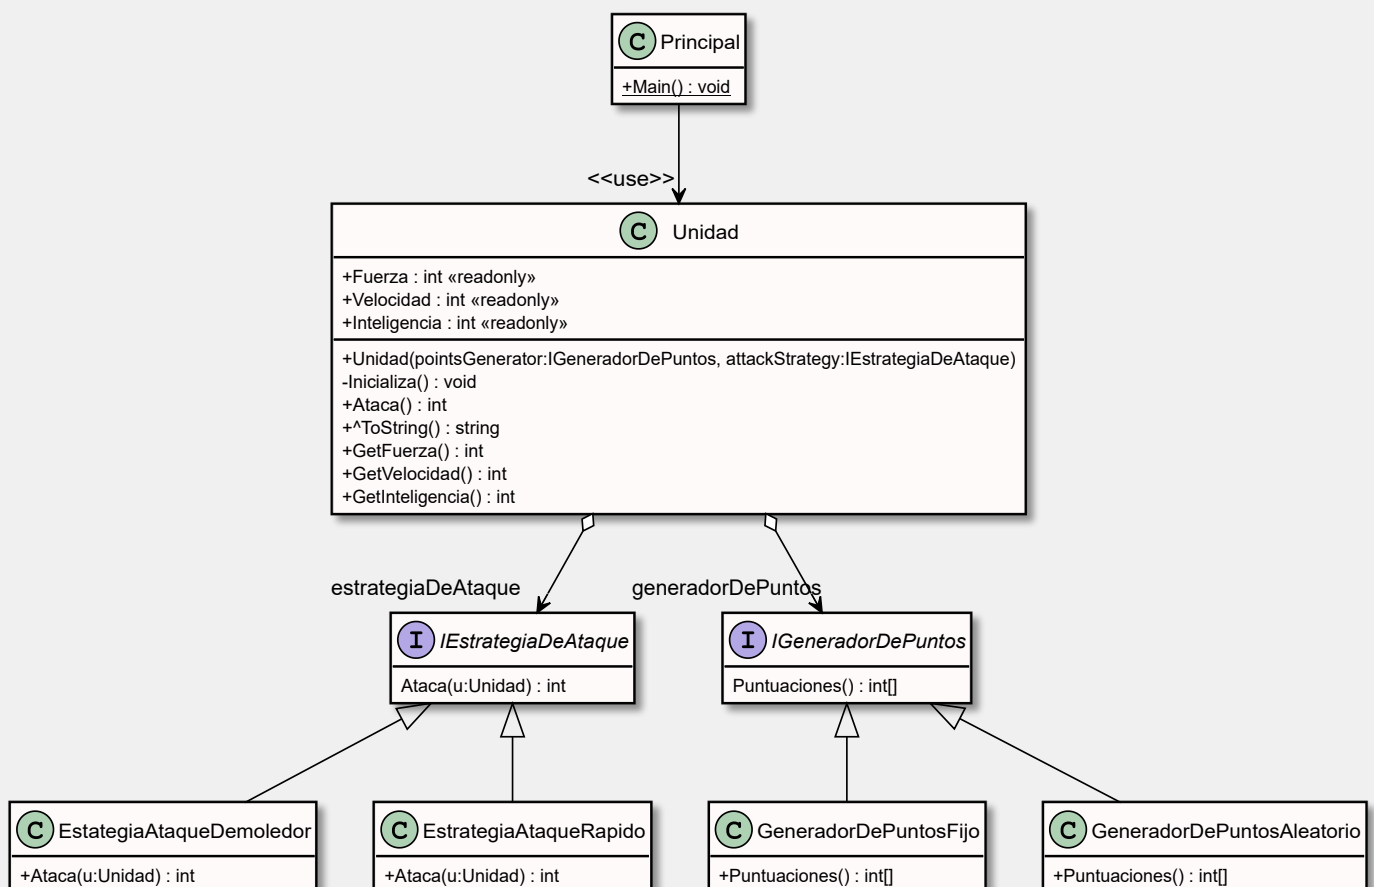 C Principal
+Main() : void
<<use>>
C Unidad
+Fuerza : int «readonly»
+Velocidad : int «readonly»
+Inteligencia : int «readonly»
+Unidad(pointsGenerator:IGeneradorDePuntos, attackStrategy:IEstrategiaDeAtaque)
-Inicializa() : void
+Ataca() : int
+^ToString() : string
+GetFuerza() : int
+GetVelocidad() : int
+GetInteligencia() : int
estrategiaDeAtaque
generadorDePuntos
I IEstrategiaDeAtaque
Ataca(u:Unidad) : int
I IGeneradorDePuntos
Puntuaciones() : int[]
C EstategiaAtaqueDemoledor
+Ataca(u:Unidad) : int
C EstrategiaAtaqueRapido
+Ataca(u:Unidad) : int
C GeneradorDePuntosFijo
+Puntuaciones() : int[]
C GeneradorDePuntosAleatorio
+Puntuaciones() : int[]